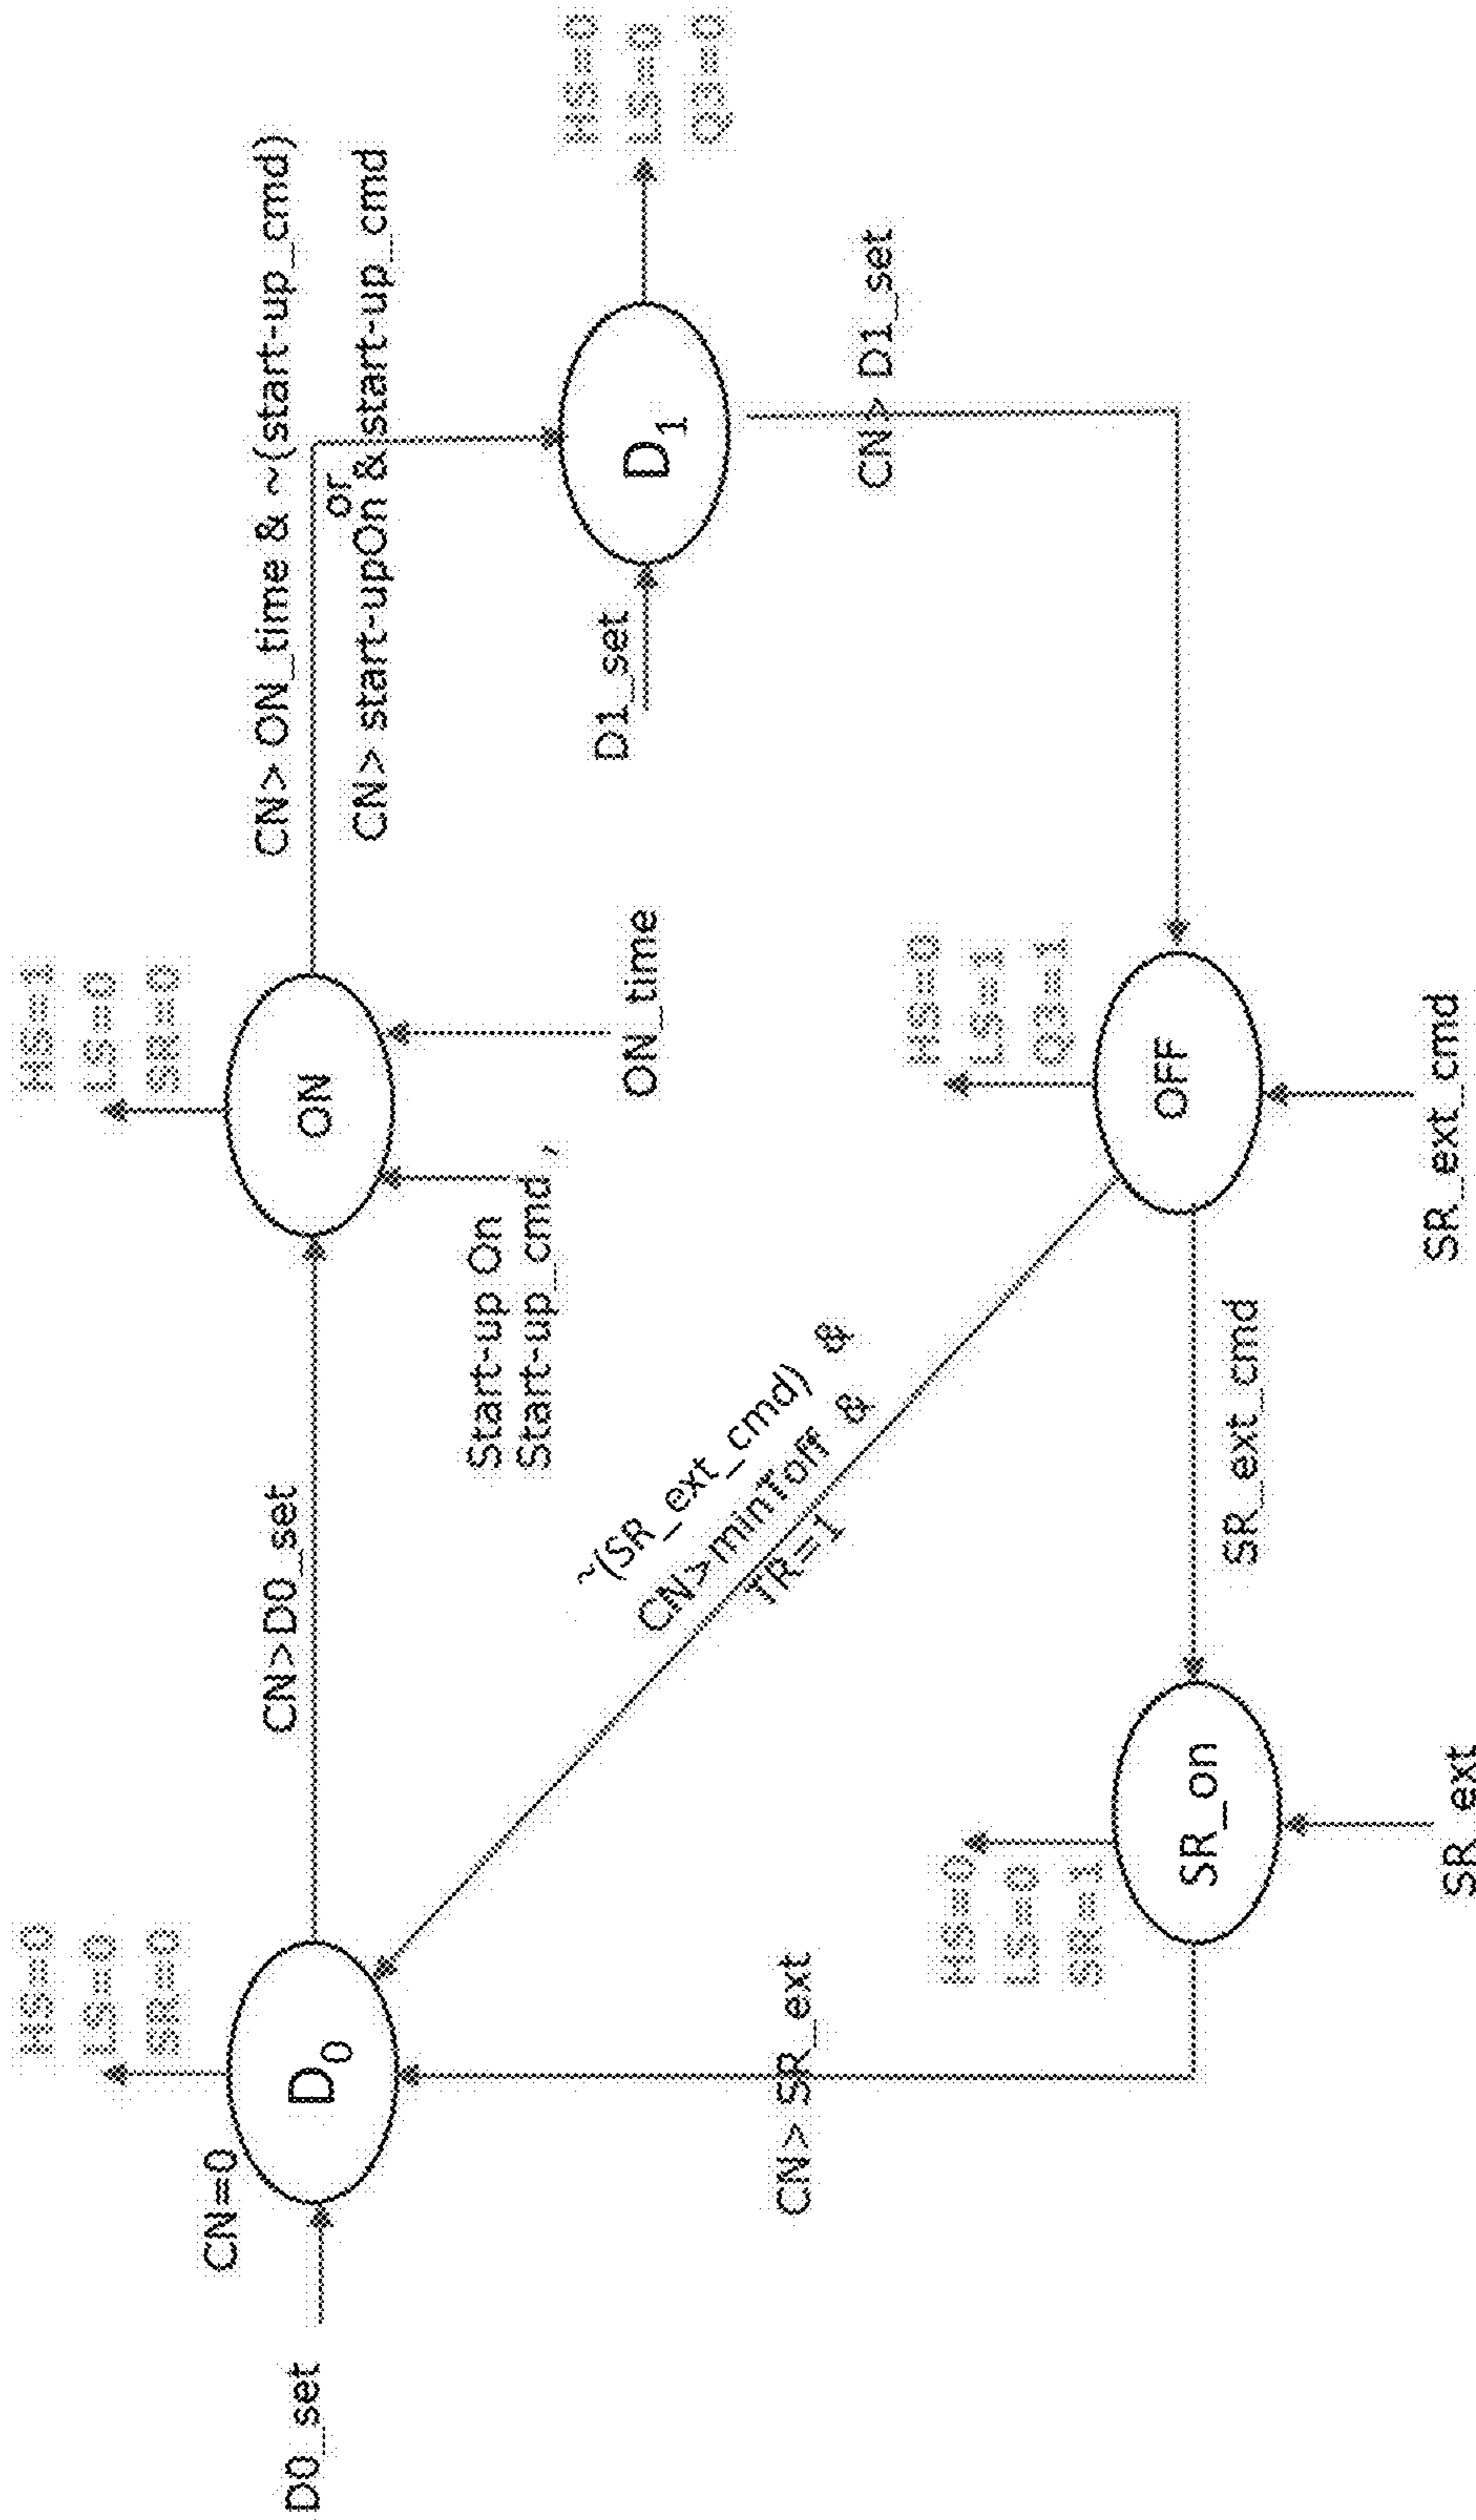 D0_set
CN=0
D0
HS=0
LS=0
SR=0
CN>D0_set
ON
HS=1
LS=0
SR=0
Start-up On
Start-up_cmd,
ON_time
CN> ON_time & ~(start-up_cmd)
or
CN> start-upOn & start-up_cmd
D1_set
D1
HS=0
LS=0
Q3=0
CN> D1_set
OFF
HS=0
LS=1
Q3=1
SR_ext_cmd
~(SR_ext_cmd) &
CN>minToff &
TR=1
SR_ext_cmd
SR_on
HS=0
LS=0
SR=1
SR_ext
CN> SR_ext